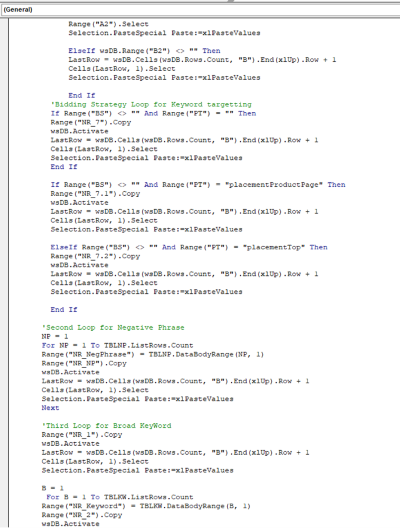 (General)
Range("A2").Select
Selection.PasteSpecial Paste:=xlPasteValues
ElseIf wsDB.Range("B2") <> "" Then
LastRow = wsDB.Cells(wsDB.Rows.Count, "B").End(xlUp).Row + 1
Cells(LastRow, 1).Select
Selection.PasteSpecial Paste:=xlPasteValues
End If
'Bidding Strategy Loop for Keyword targetting
If Range("BS") <> "" And Range("PT") = "" Then
Range("NR_7").Copy
wsDB.Activate
LastRow = wsDB.Cells(wsDB.Rows.Count, "B").End(xlUp).Row + 1
Cells(LastRow, 1).Select
Selection.PasteSpecial Paste:=xlPasteValues
End If
If Range("BS") <> "" And Range("PT") = "placementProductPage" Then
Range("NR_7.1").Copy
wsDB.Activate
LastRow = wsDB.Cells(wsDB.Rows.Count, "B").End(xlUp).Row + 1
Cells(LastRow, 1).Select
Selection.PasteSpecial Paste:=xlPasteValues
ElseIf Range("BS") <> "" And Range("PT") = "placementTop" Then
Range("NR_7.2").Copy
wsDB.Activate
LastRow = wsDB.Cells(wsDB.Rows.Count, "B").End(xlUp).Row + 1
Cells(LastRow, 1).Select
Selection.PasteSpecial Paste:=xlPasteValues
End If
'Second Loop for Negative Phrase
NP = 1
For NP = 1 To TBLNP.ListRows.Count
Range("NR_NegPhrase") = TBLNP.DataBodyRange(NP, 1)
Range("NR_NP").Copy
wsDB.Activate
LastRow = wsDB.Cells(wsDB.Rows.Count, "B").End(xlUp).Row + 1
Cells(LastRow, 1).Select
Selection.PasteSpecial Paste:=xlPasteValues
Next
'Third Loop for Broad KeyWord
Range("NR_1").Copy
wsDB.Activate
LastRow = wsDB.Cells(wsDB.Rows.Count, "B").End(xlUp).Row + 1
Cells(LastRow, 1).Select
Selection.PasteSpecial Paste:=xlPasteValues
B = 1
For B = 1 To TBLKW.ListRows.Count
Range("NR_Keyword") = TBLKW.DataBodyRange(B, 1)
Range("NR_2").Copy
wsDB.Activate